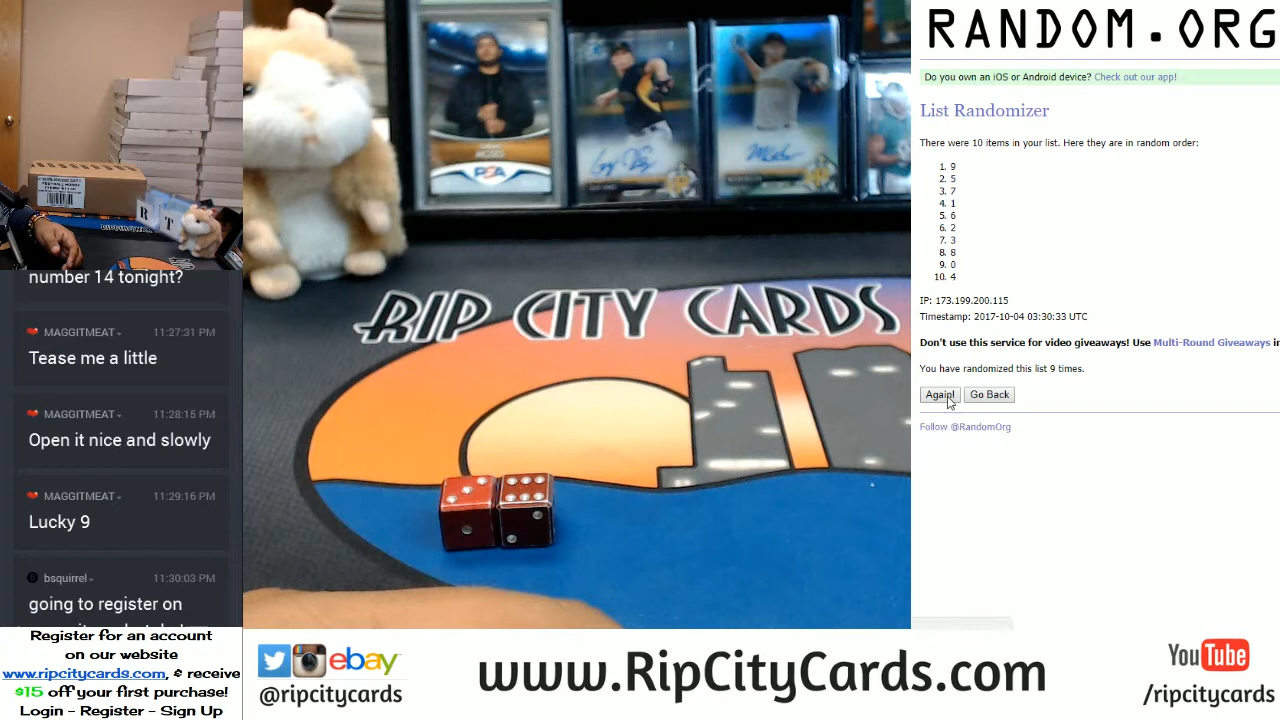 number 14 tonight?
MAGGITMEAT 11:27:31 PM
Tease me a little
MAGGITMEAT 11:28:15 PM
Open it nice and slowly
MAGGITMEAT 11:29:16 PM
Lucky 9
bsquirrel 11:30:03 PM
going to register on
Register for an account
on our website
www.ripcitycards.com, & receive
$15 off your first purchase!
Login - Register - Sign Up
R T
MOSES
PSA
RIP CITY CARDS
@ripcitycards
ebay
www.RipCityCards.com
YouTube
/ripcitycards
RANDOM.ORG
Do you own an iOS or Android device? Check out our app!
List Randomizer
There were 10 items in your list. Here they are in random order:
1. 9
2. 5
3. 7
4. 1
5. 6
6. 2
7. 3
8. 8
9. 0
10. 4
IP: 173.199.200.115
Timestamp: 2017-10-04 03:30:33 UTC
Don't use this service for video giveaways! Use Multi-Round Giveaways in
You have randomized this list 9 times.
Again! Go Back
Follow @RandomOrg